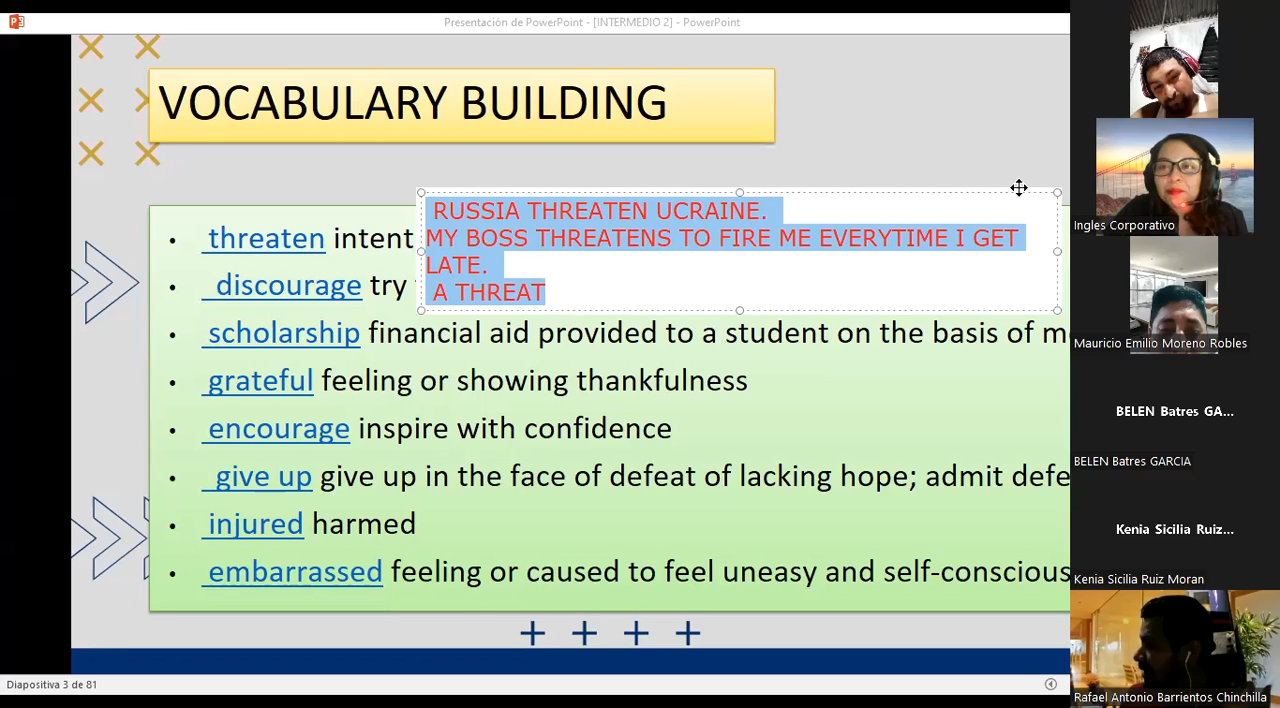 Presentación de PowerPoint - [INTERMEDIO 2] - PowerPoint
VOCABULARY BUILDING
RUSSIA THREATEN UCRAINE.
MY BOSS THREATENS TO FIRE ME EVERYTIME I GET
LATE.
A THREAT
• threaten intent
• discourage try
• scholarship financial aid provided to a student on the basis of
• grateful feeling or showing thankfulness
• encourage inspire with confidence
• give up give up in the face of defeat of lacking hope; admit defe
• injured harmed
• embarrassed feeling or caused to feel uneasy and self-conscious
Diapositiva 3 de 81
Ingles Corporativo
Mauricio Emilio Moreno Robles
BELEN Batres GA...
BELEN Batres GARCIA
Kenia Sicilia Ruiz...
Kenia Sicilia Ruiz Moran
Rafael Antonio Barrientos Chinchilla